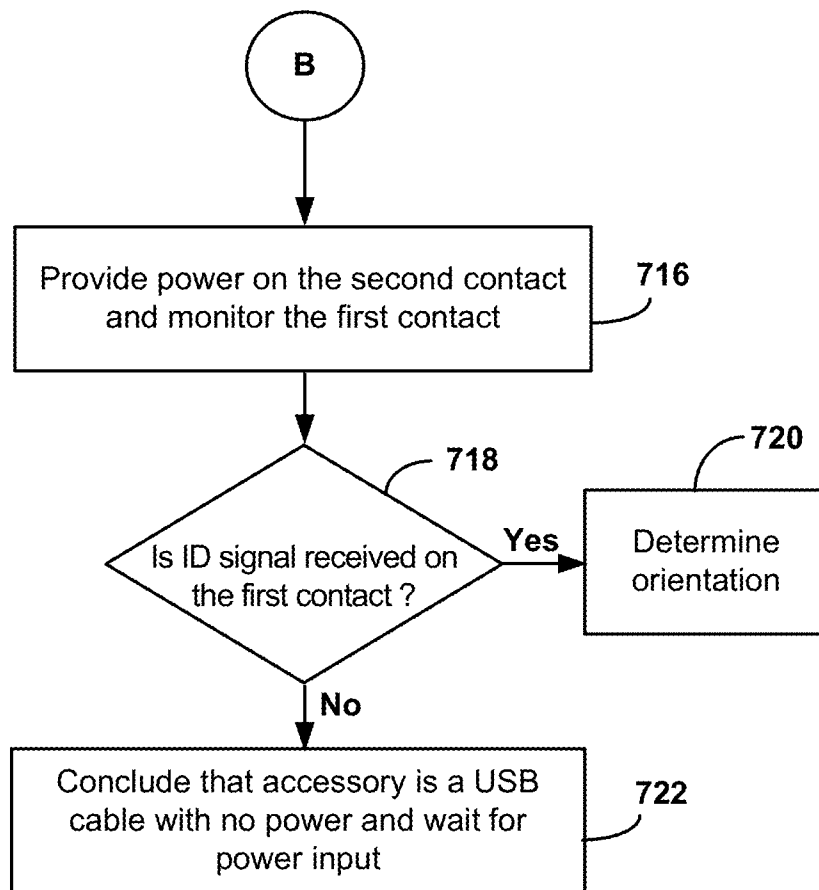 B
Provide power on the second contact
and monitor the first contact
716
718
Is ID signal received on
the first contact ?
Yes
720
Determine
orientation
No
Conclude that accessory is a USB
cable with no power and wait for
power input
722